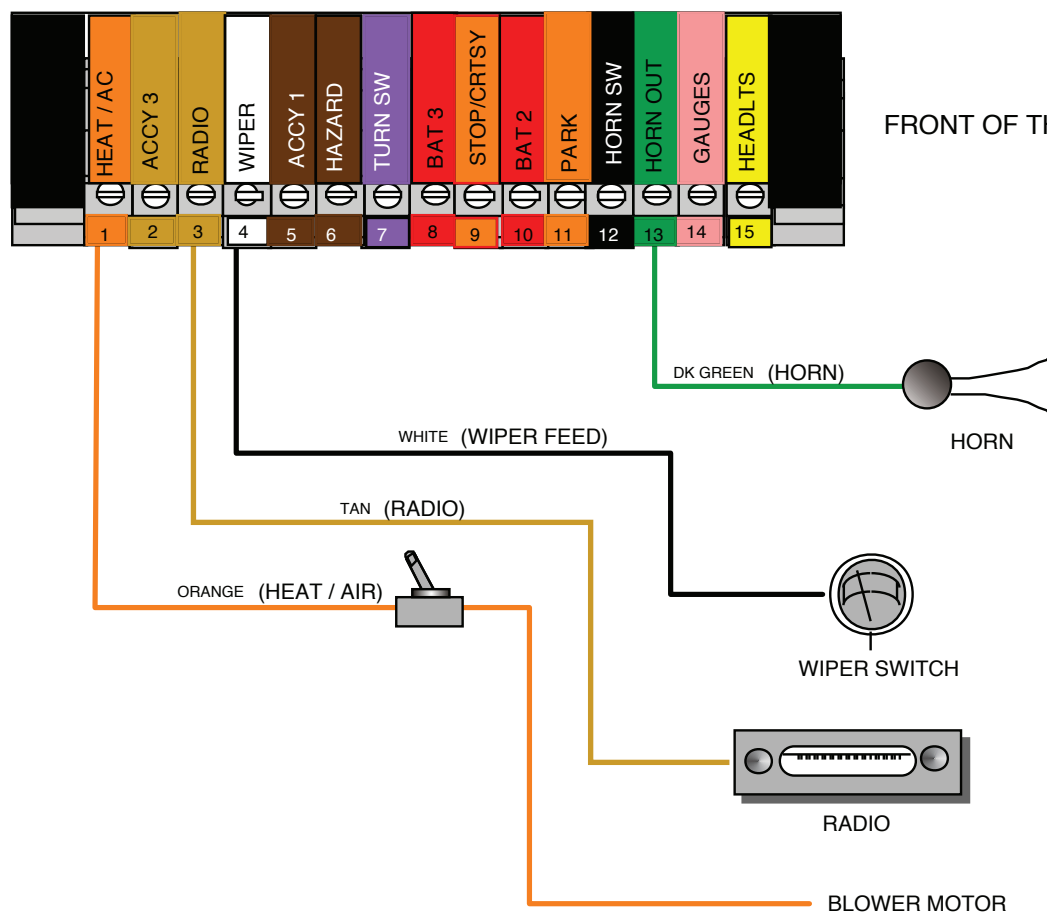 HEAT / AC
ACCY 3
RADIO
WIPER
ACCY 1
HAZARD
TURN SW
BAT 3
STOP/CRTSY
BAT 2
PARK
HORN SW
HORN OUT
GAUGES
HEADLTS
FRONT OF
1 2 3 4 5 6 7 8 9 10 11 12 13 14 15
DK GREEN (HORN)
HORN
WHITE (WIPER FEED)
TAN (RADIO)
ORANGE (HEAT / AIR)
WIPER SWITCH
RADIO
BLOWER MOTOR